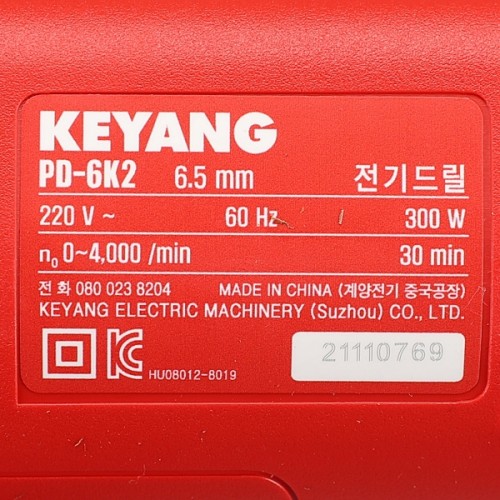 KEYANG
PD-6K2 6.5 mm 전기드릴
220 V ~ 60 Hz 300 W
n₀ 0~4,000 /min 30 min
전 화 080 023 8204 MADE IN CHINA (계양전기 중국공장)
KEYANG ELECTRIC MACHINERY (Suzhou) CO., LTD.
HU08012-8019
21110769